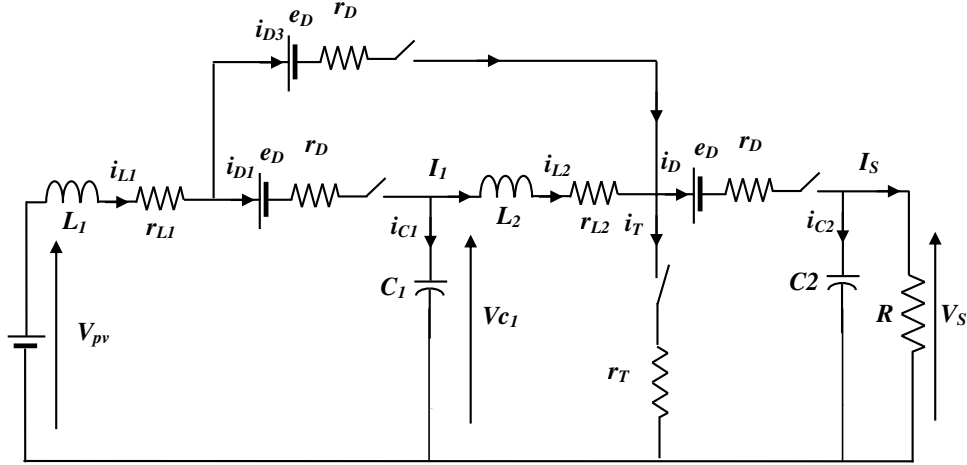 r_D
e_D
i_D3
r_D
e_D
i_D1
i_L1
L_1
r_L1
I_1
i_L2
L_2
r_L2
i_C1
C_1
Vc_1
i_D
e_D
r_D
i_T
I_S
i_C2
C2
R
V_S
V_pv
r_T